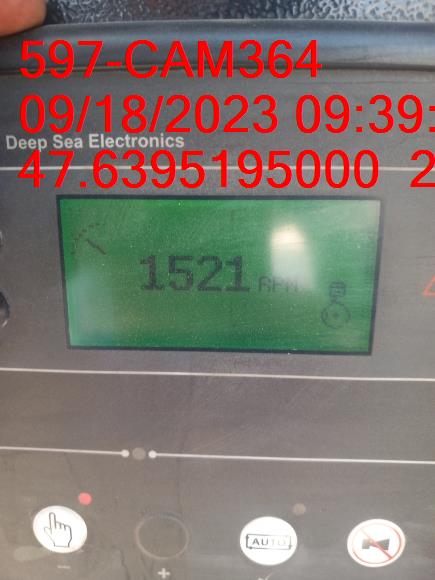 597-CAM364
09/18/2023 09:39:
Deep Sea Electronics
47.6395195000 2
1521 RPM
AUTO